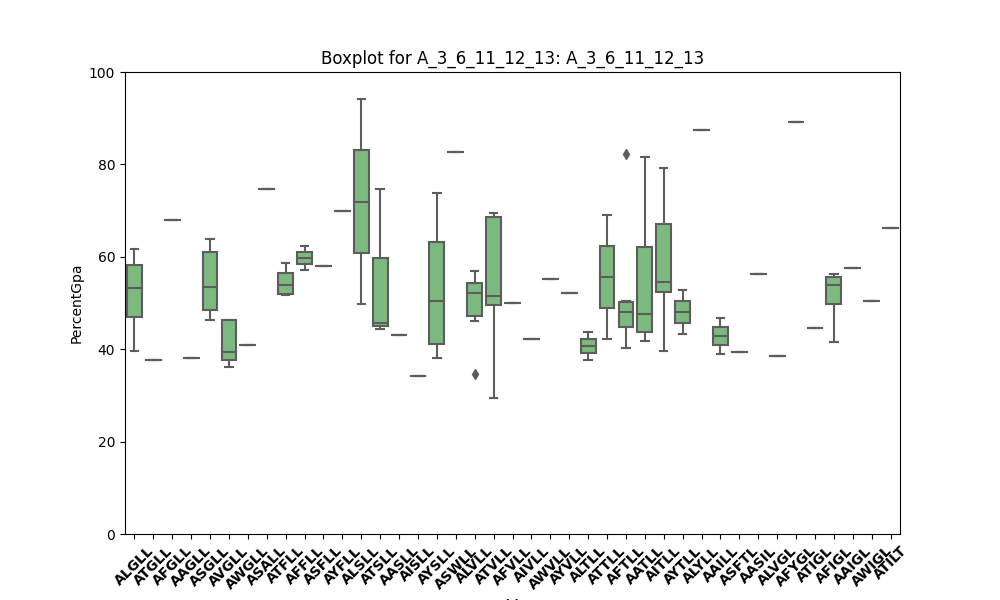 Boxplot for A_3_6_11_12_13: A_3_6_11_12_13
PercentGpa
100
80
60
40
20
0
ALGLL
ATGLL
AFGLL
AAGLL
ASGLL
AVGLL
AWGLL
ASALL
ATFLL
AFFLL
ASFLL
AYFLL
ALSLL
ATSLL
AASLL
AISLL
AYSLL
ASWLL
ALVLL
ATVLL
AFVLL
AIVLL
AWVLL
AYVLL
ALTLL
ATTLL
AFTLL
AATLL
AITLL
AYTLL
ALYLL
AAILL
ASFTL
AASIL
ALVGL
AFYGL
ATIGL
AFIGL
AAIGL
AWIGL
ATILT